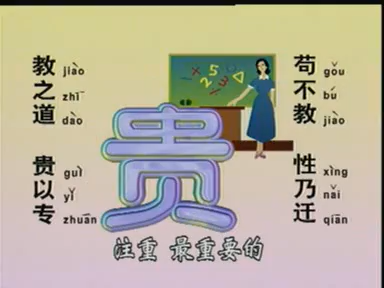 教 jiào
之 zhī
道 dào
贵 guì
以 yǐ
专 zhuān
苟 gǒu
不 bú
教 jiào
性 xìng
乃 nǎi
迁 qiān
贵
注重 最重要的